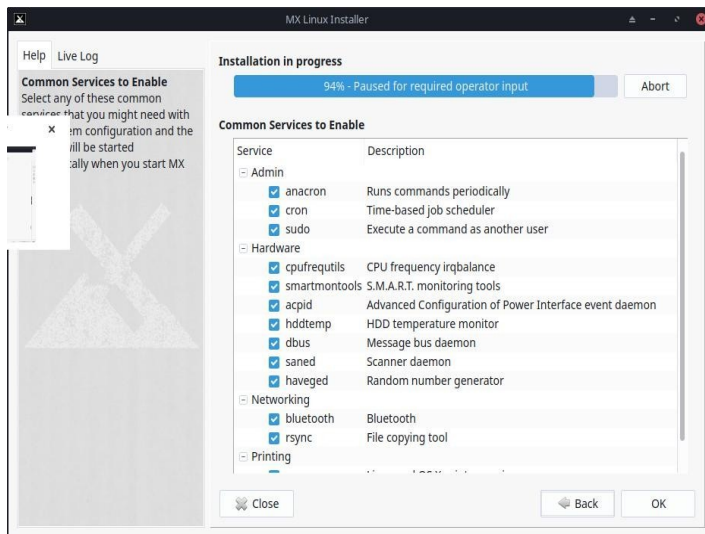 MX Linux Installer
Help Live Log
Common Services to Enable
Select any of these common
services that you might need with
em configuration and the
x
will be started
cally when you start MX
Installation in progress
94% - Paused for required operator input
Abort
Common Services to Enable
Service Description
Admin
anacron Runs commands periodically
cron Time-based job scheduler
sudo Execute a command as another user
Hardware
cpufrequtils CPU frequency irqbalance
smartmontools S.M.A.R.T. monitoring tools
acpid Advanced Configuration of Power Interface event daemon
hddtemp HDD temperature monitor
dbus Message bus daemon
saned Scanner daemon
haveged Random number generator
Networking
bluetooth Bluetooth
rsync File copying tool
Printing
Close
Back
OK